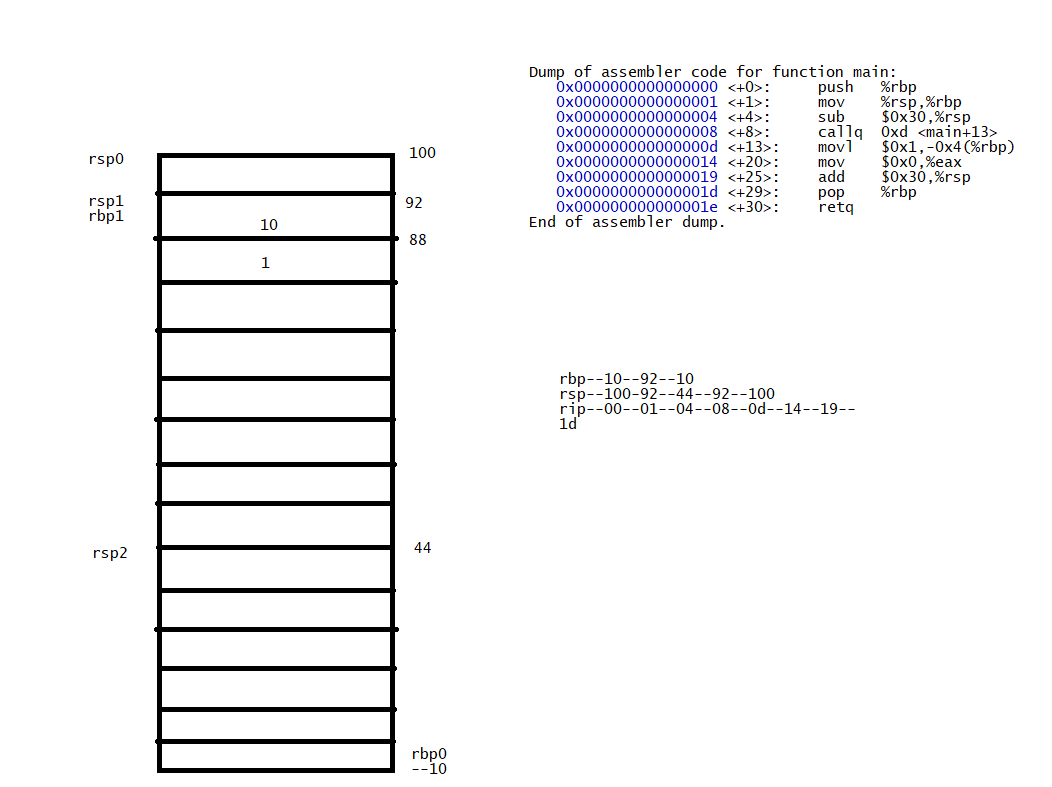 Dump of assembler code for function main:
0x0000000000000000 <+0>: push %rbp
0x0000000000000001 <+1>: mov %rsp,%rbp
0x0000000000000004 <+4>: sub $0x30,%rsp
0x0000000000000008 <+8>: callq 0xd <main+13>
0x000000000000000d <+13>: movl $0x1,-0x4(%rbp)
0x0000000000000014 <+20>: mov $0x0,%eax
0x0000000000000019 <+25>: add $0x30,%rsp
0x000000000000001d <+29>: pop %rbp
0x000000000000001e <+30>: retq
End of assembler dump.
rsp0
100
rsp1
rbp1
92
10
88
1
rbp--10--92--10
rsp--100-92--44--92--100
rip--00--01--04--08--0d--14--19--
1d
rsp2
44
rbp0
--10